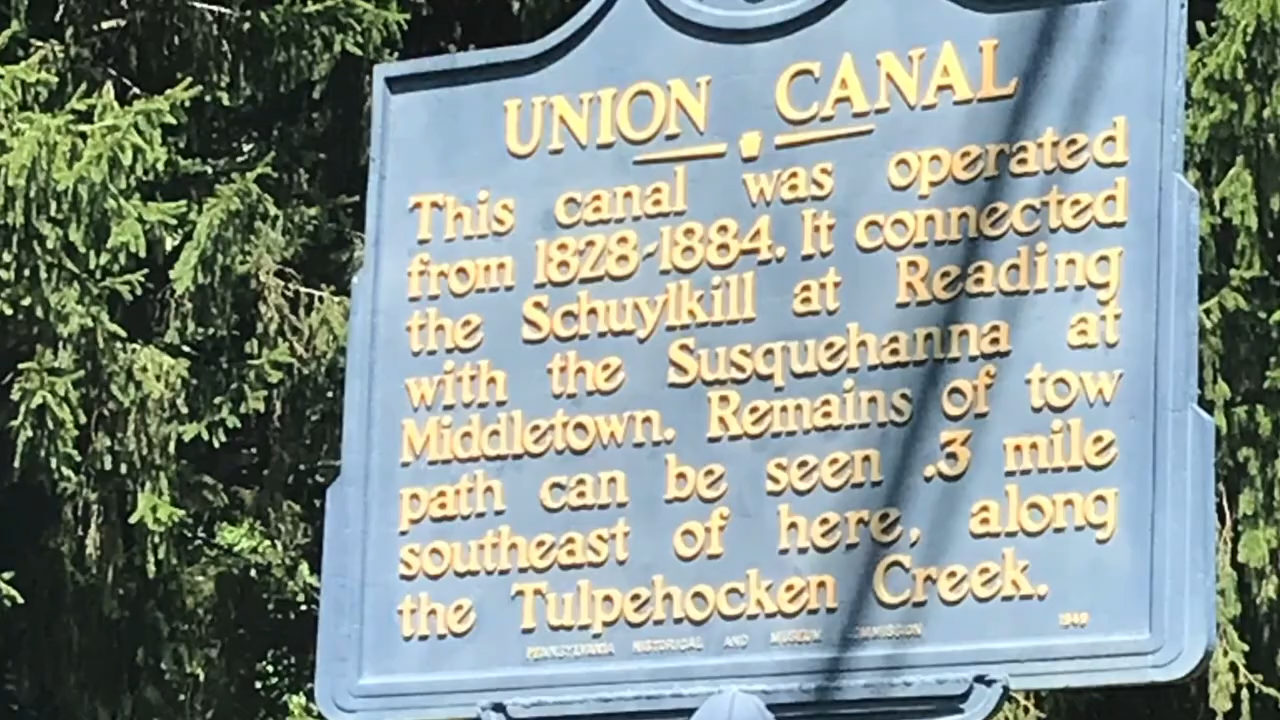 UNION CANAL
This canal was operated
from 1828-1884. It connected
the Schuylkill at Reading
with the Susquehanna at
Middletown. Remains of tow
path can be seen .3 mile
southeast of here, along
the Tulpehocken Creek.
PENNSYLVANIA HISTORICAL AND MUSEUM COMMISSION 1949